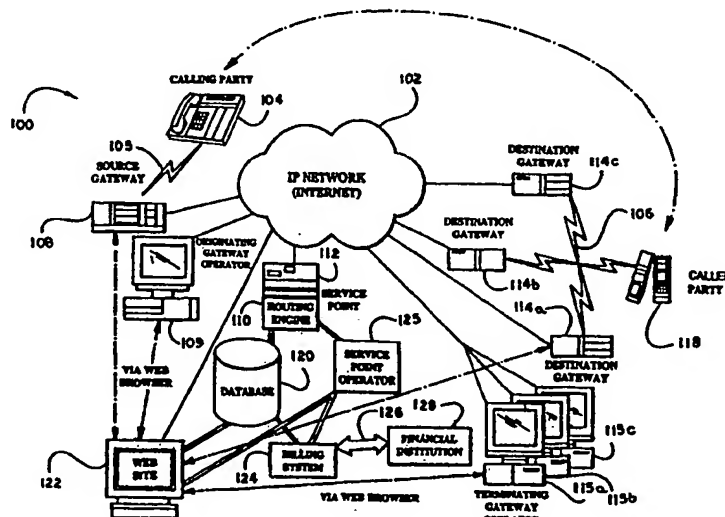 CALLING PARTY
104
102
100
105
SOURCE
GATEWAY
IP NETWORK
(INTERNET)
DESTINATION
GATEWAY
114c
108
106
ORIGINATING
GATEWAY
OPERATOR
112
DESTINATION
GATEWAY
114b
SERVICE
POINT
110
ROUTING
ENGINE
CALLED
PARTY
114a
118
109
125
VIA WEB
BROWSER
120
DATABASE
SERVICE
POINT
OPERATOR
DESTINATION
GATEWAY
126
128
122
WEB
SITE
BILLING
SYSTEM
FINANCIAL
INSTITUTION
115c
124
VIA WEB BROWSER
115a
115b
TERMINATING
GATEWAY